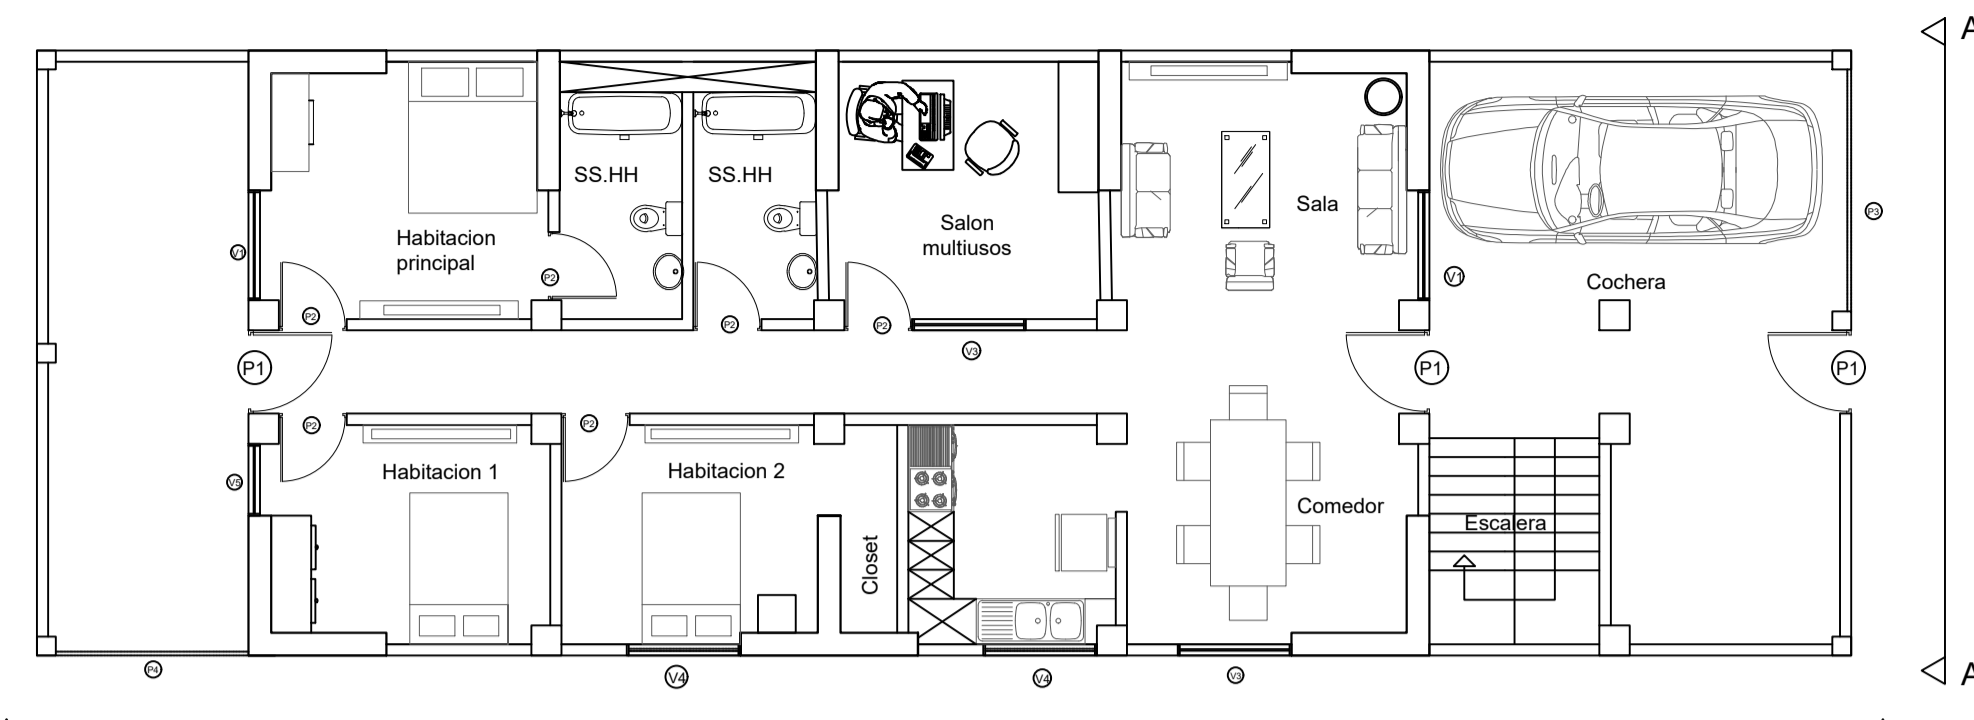 A
SS.HH
SS.HH
Habitacion
principal
Salon
multiusos
Sala
Cochera
P3
V1
P2
V1
P2
P2
P2
V3
P1
P1
P1
P2
P2
Habitacion 1
Habitacion 2
V5
Comedor
Escalera
Closet
P4
V4
V4
V3
A